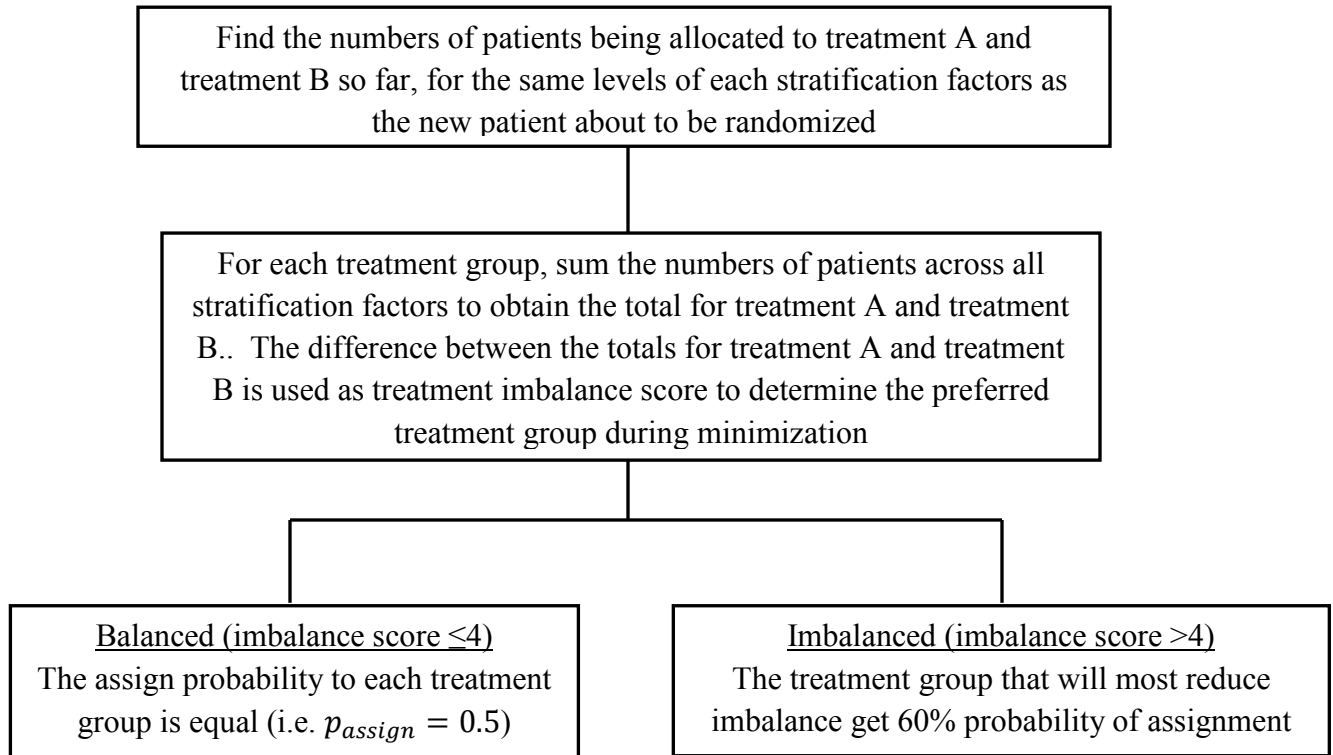 Find the numbers of patients being allocated to treatment A and
treatment B so far, for the same levels of each stratification factors as
the new patient about to be randomized
For each treatment group, sum the numbers of patients across all
stratification factors to obtain the total for treatment A and treatment
B.. The difference between the totals for treatment A and treatment
B is used as treatment imbalance score to determine the preferred
treatment group during minimization
Balanced (imbalance score ≤4)
The assign probability to each treatment
group is equal (i.e. 𝑝𝑎𝑠𝑠𝑖𝑔𝑛 = 0.5)
Imbalanced (imbalance score >4)
The treatment group that will most reduce
imbalance get 60% probability of assignment